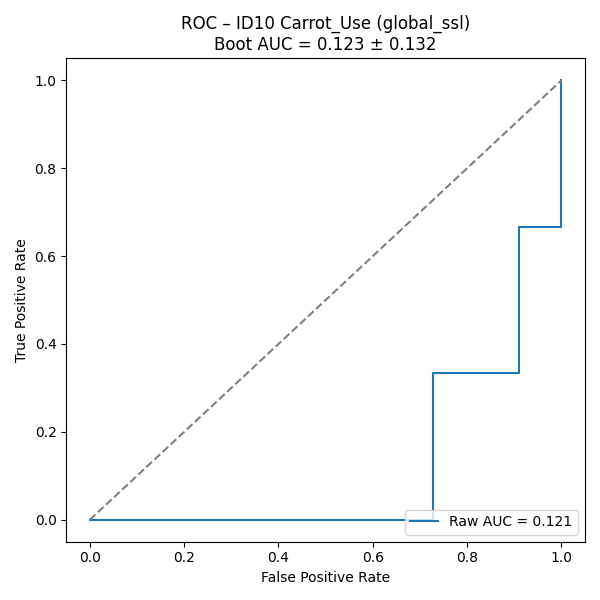 ROC – ID10 Carrot_Use (global_ssl)
Boot AUC = 0.123 ± 0.132
True Positive Rate
1.0
0.8
0.6
0.4
0.2
0.0
Raw AUC = 0.121
0.0 0.2 0.4 0.6 0.8 1.0
False Positive Rate